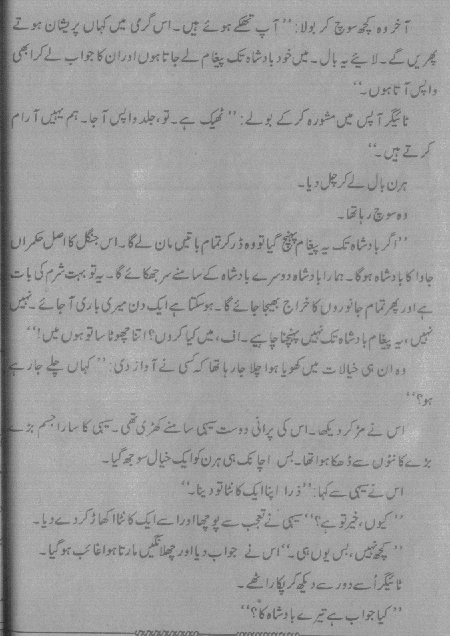 آخر وہ کچھ سوچ کر بولا: ’’آپ تھکے ہوئے ہیں۔ اس گرمی میں کہاں پریشان ہوتے
پھریں گے۔ لائیے یہ بال۔ میں خود بادشاہ تک پیغام لے جاتا ہوں اور ان کا جواب لے کر ابھی
واپس آتا ہوں۔‘‘
ٹائیگر آپس میں مشورہ کر کے بولے: ’’ٹھیک ہے۔ تو، جلد واپس آ جا۔ ہم یہیں آرام
کرتے ہیں۔‘‘
ہرن بال لے کر چل دیا۔
وہ سوچ رہا تھا۔
’’اگر بادشاہ تک یہ پیغام پہنچ گیا تو وہ ڈر کر تمام باتیں مان لے گا۔ اس جنگل کا اصل حکمراں
جاوا کا بادشاہ ہوگا۔ ہمارا بادشاہ دوسرے بادشاہ کے سامنے سر جھکائے گا۔ یہ تو بہت شرم کی بات
ہے اور پھر تمام جانوروں کا خراج بھیجا جائے گا۔ ہو سکتا ہے ایک دن میری باری آ جائے۔ نہیں
نہیں، یہ پیغام بادشاہ تک نہیں پہنچنا چاہیے۔ اف، میں کیا کروں؟ اتنا چھوٹا سا تو ہوں میں!‘‘
وہ ان ہی خیالات میں کھویا ہوا چلا جا رہا تھا کہ کسی نے آواز دی: ’’کہاں چلے جا رہے
ہو؟‘‘
اس نے مڑ کر دیکھا۔ اس کی پرانی دوست سیہی سامنے کھڑی تھی۔ سیہی کا سارا جسم بڑے
بڑے کانٹوں سے ڈھکا ہوا تھا۔ بس اچانک ہی ہرن کو ایک خیال سوجھ گیا۔
اس نے سیہی سے کہا: ’’ذرا اپنا ایک کانٹا تو دینا۔‘‘
’’کیوں، خیر تو ہے؟‘‘ سیہی نے تعجب سے پوچھا اور اسے ایک کانٹا اکھاڑ کر دے دیا۔
’’کچھ نہیں، بس یوں ہی۔‘‘ اس نے جواب دیا اور چھلانگیں مارتا ہوا غائب ہو گیا۔
ٹائیگر اُسے دور سے دیکھ کر پکار اٹھے۔
’’کیا جواب ہے تیرے بادشاہ کا؟‘‘